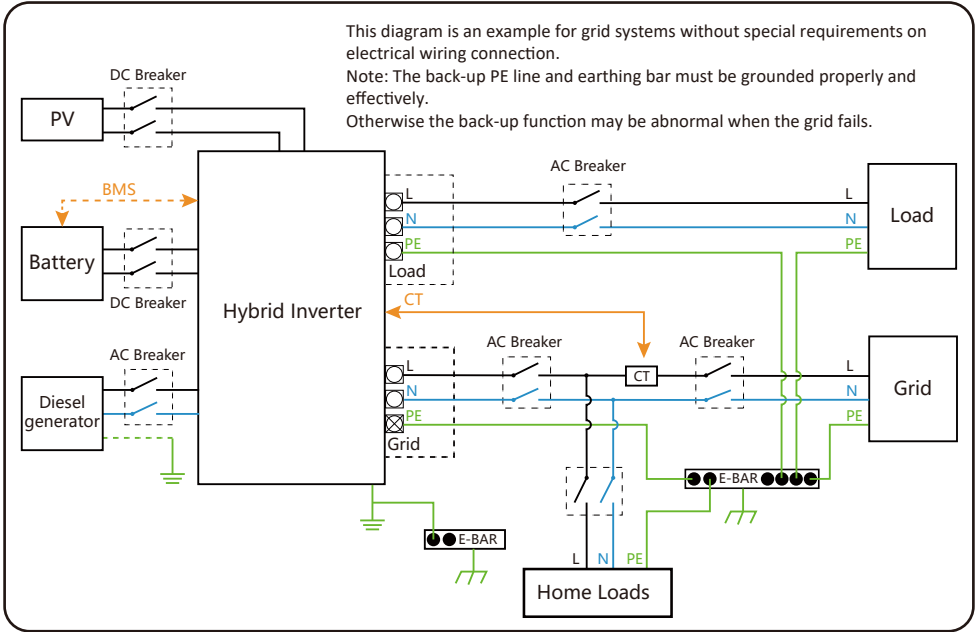 This diagram is an example for grid systems without special requirements on
electrical wiring connection.
Note: The back-up PE line and earthing bar must be grounded properly and
effectively.
Otherwise the back-up function may be abnormal when the grid fails.
DC Breaker
PV
BMS
Battery
DC Breaker
AC Breaker
Diesel
generator
Hybrid Inverter
L
N
PE
Load
AC Breaker
L
N
PE
Load
CT
L
N
PE
Grid
AC Breaker
CT
AC Breaker
L
N
PE
Grid
E-BAR
E-BAR
L
N
PE
Home Loads